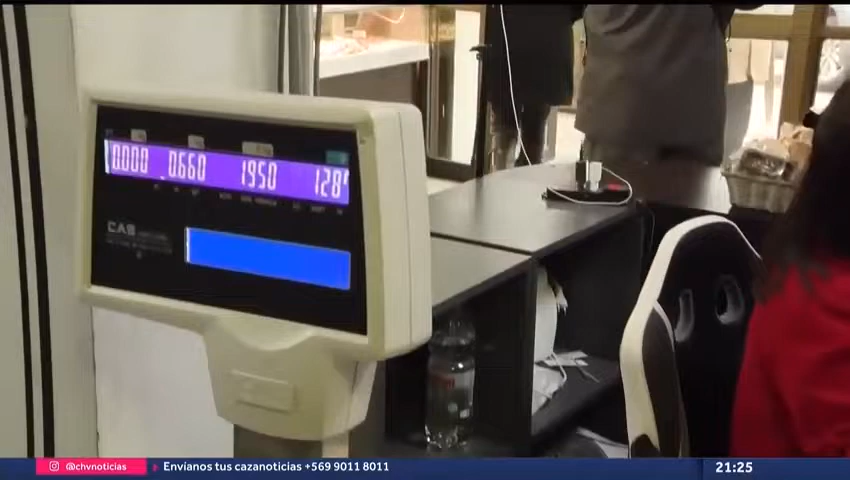 0.000 0.660 1950 128
CAS
@chvnoticias Envíanos tus cazanoticias +569 9011 8011 21:25